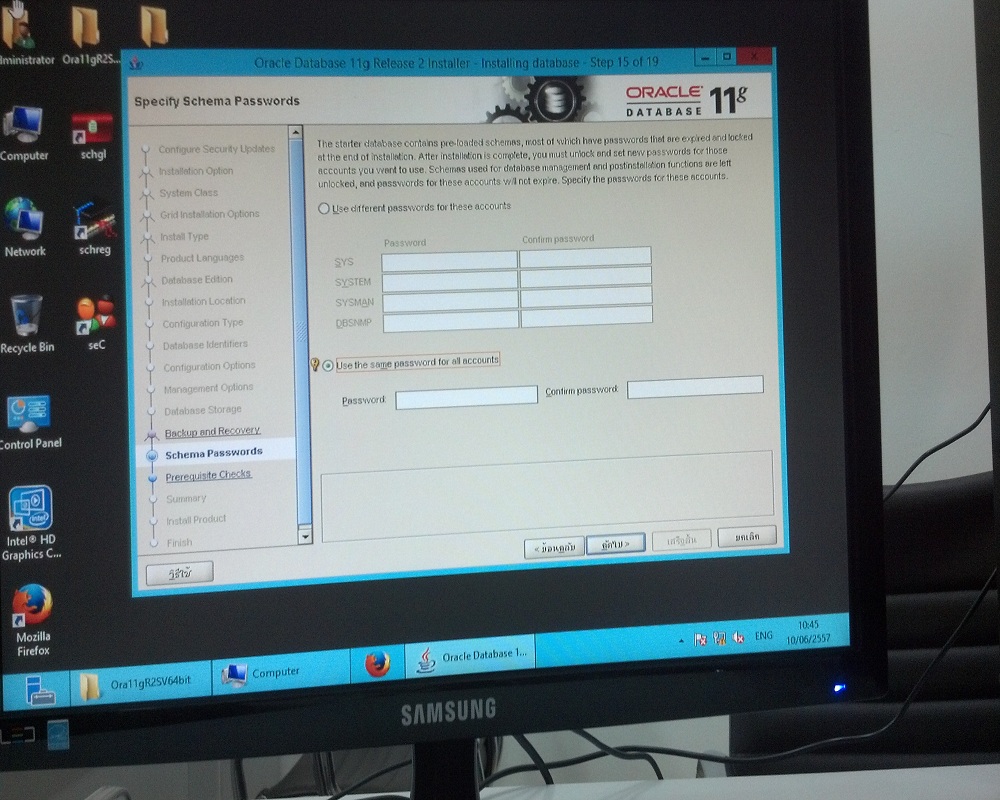 ministrator
Ora11gR2S...
Computer
schgl
Network
schreg
Recycle Bin
seC
Control Panel
Intel® HD
Graphics C...
Mozilla
Firefox
Oracle Database 11g Release 2 Installer - Installing database - Step 15 of 19
Specify Schema Passwords
ORACLE
DATABASE 11g
Configure Security Updates
Installation Option
System Class
Grid Installation Options
Install Type
Product Languages
Database Edition
Installation Location
Configuration Type
Database Identifiers
Configuration Options
Management Options
Database Storage
Backup and Recovery
Schema Passwords
Prerequisite Checks
Summary
Install Product
Finish
The starter database contains pre-loaded schemas, most of which have passwords that are expired and locked
at the end of installation. After installation is complete, you must unlock and set new passwords for those
accounts you want to use. Schemas used for database management and postinstallation functions are left
unlocked, and passwords for these accounts will not expire. Specify the passwords for these accounts.
Use different passwords for these accounts
Password
Confirm password
SYS
SYSTEM
SYSMAN
DBSNMP
Use the same password for all accounts
Password:
Confirm password:
วิธีใช้
< ย้อนกลับ
ถัดไป >
เสร็จสิ้น
ยกเลิก
Ora11gR2SV64bit
Computer
Oracle Database 1...
ENG
10:45
10/06/2557
SAMSUNG